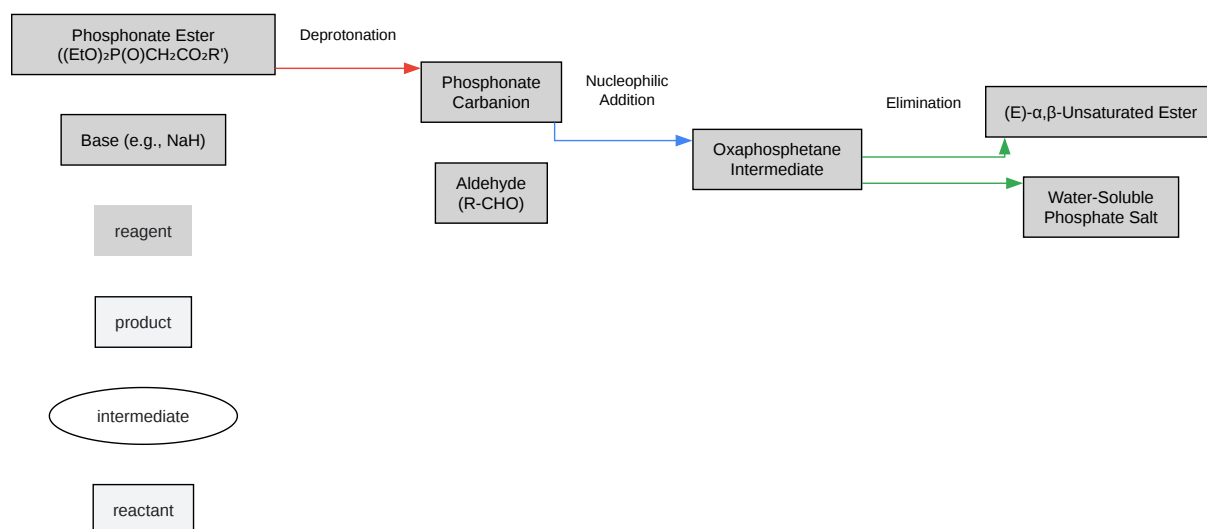 Phosphonate Ester
((EtO)₂P(O)CH₂CO₂R')
Deprotonation
Base (e.g., NaH)
Phosphonate
Carbanion
Nucleophilic
Addition
Aldehyde
(R-CHO)
Oxaphosphetane
Intermediate
Elimination
(E)-α,β-Unsaturated Ester
Water-Soluble
Phosphate Salt
reagent
product
intermediate
reactant